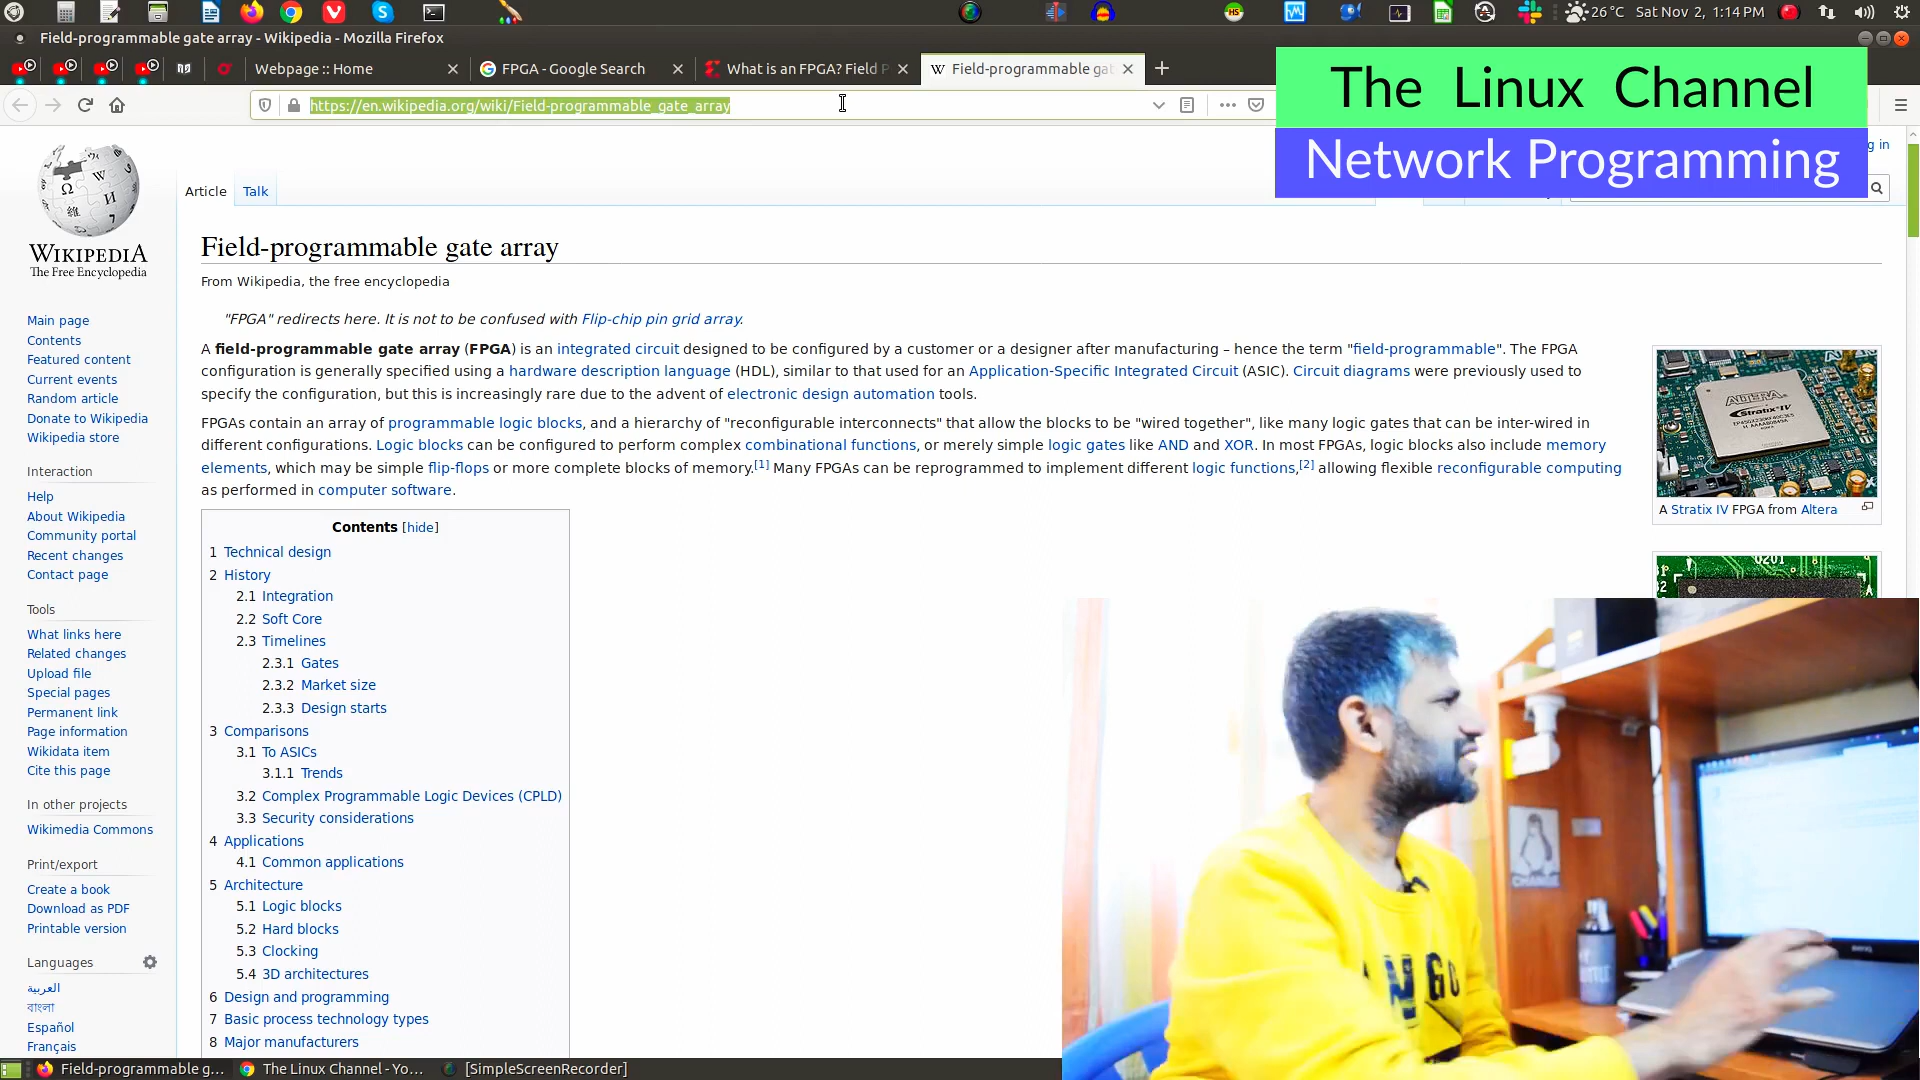 26°C Sat Nov 2, 1:14 PM
Field-programmable gate array - Wikipedia - Mozilla Firefox
Webpage :: Home
FPGA - Google Search
What is an FPGA? Field P
Field-programmable gat
https://en.wikipedia.org/wiki/Field-programmable_gate_array
The Linux Channel
Network Programming
g in
Article
Talk
WIKIPEDIA
The Free Encyclopedia
Main page
Contents
Featured content
Current events
Random article
Donate to Wikipedia
Wikipedia store
Interaction
Help
About Wikipedia
Community portal
Recent changes
Contact page
Tools
What links here
Related changes
Upload file
Special pages
Permanent link
Page information
Wikidata item
Cite this page
In other projects
Wikimedia Commons
Print/export
Create a book
Download as PDF
Printable version
Languages
العربية
বাংলা
Español
Français
Field-programmable gate array
From Wikipedia, the free encyclopedia
"FPGA" redirects here. It is not to be confused with Flip-chip pin grid array.
A field-programmable gate array (FPGA) is an integrated circuit designed to be configured by a customer or a designer after manufacturing – hence the term "field-programmable". The FPGA
configuration is generally specified using a hardware description language (HDL), similar to that used for an Application-Specific Integrated Circuit (ASIC). Circuit diagrams were previously used to
specify the configuration, but this is increasingly rare due to the advent of electronic design automation tools.
FPGAs contain an array of programmable logic blocks, and a hierarchy of "reconfigurable interconnects" that allow the blocks to be "wired together", like many logic gates that can be inter-wired in
different configurations. Logic blocks can be configured to perform complex combinational functions, or merely simple logic gates like AND and XOR. In most FPGAs, logic blocks also include memory
elements, which may be simple flip-flops or more complete blocks of memory.[1] Many FPGAs can be reprogrammed to implement different logic functions,[2] allowing flexible reconfigurable computing
as performed in computer software.
Contents [hide]
1 Technical design
2 History
2.1 Integration
2.2 Soft Core
2.3 Timelines
2.3.1 Gates
2.3.2 Market size
2.3.3 Design starts
3 Comparisons
3.1 To ASICs
3.1.1 Trends
3.2 Complex Programmable Logic Devices (CPLD)
3.3 Security considerations
4 Applications
4.1 Common applications
5 Architecture
5.1 Logic blocks
5.2 Hard blocks
5.3 Clocking
5.4 3D architectures
6 Design and programming
7 Basic process technology types
8 Major manufacturers
ALTERA
Stratix IV
A Stratix IV FPGA from Altera
0201
Field-programmable g...
The Linux Channel - Yo...
[SimpleScreenRecorder]